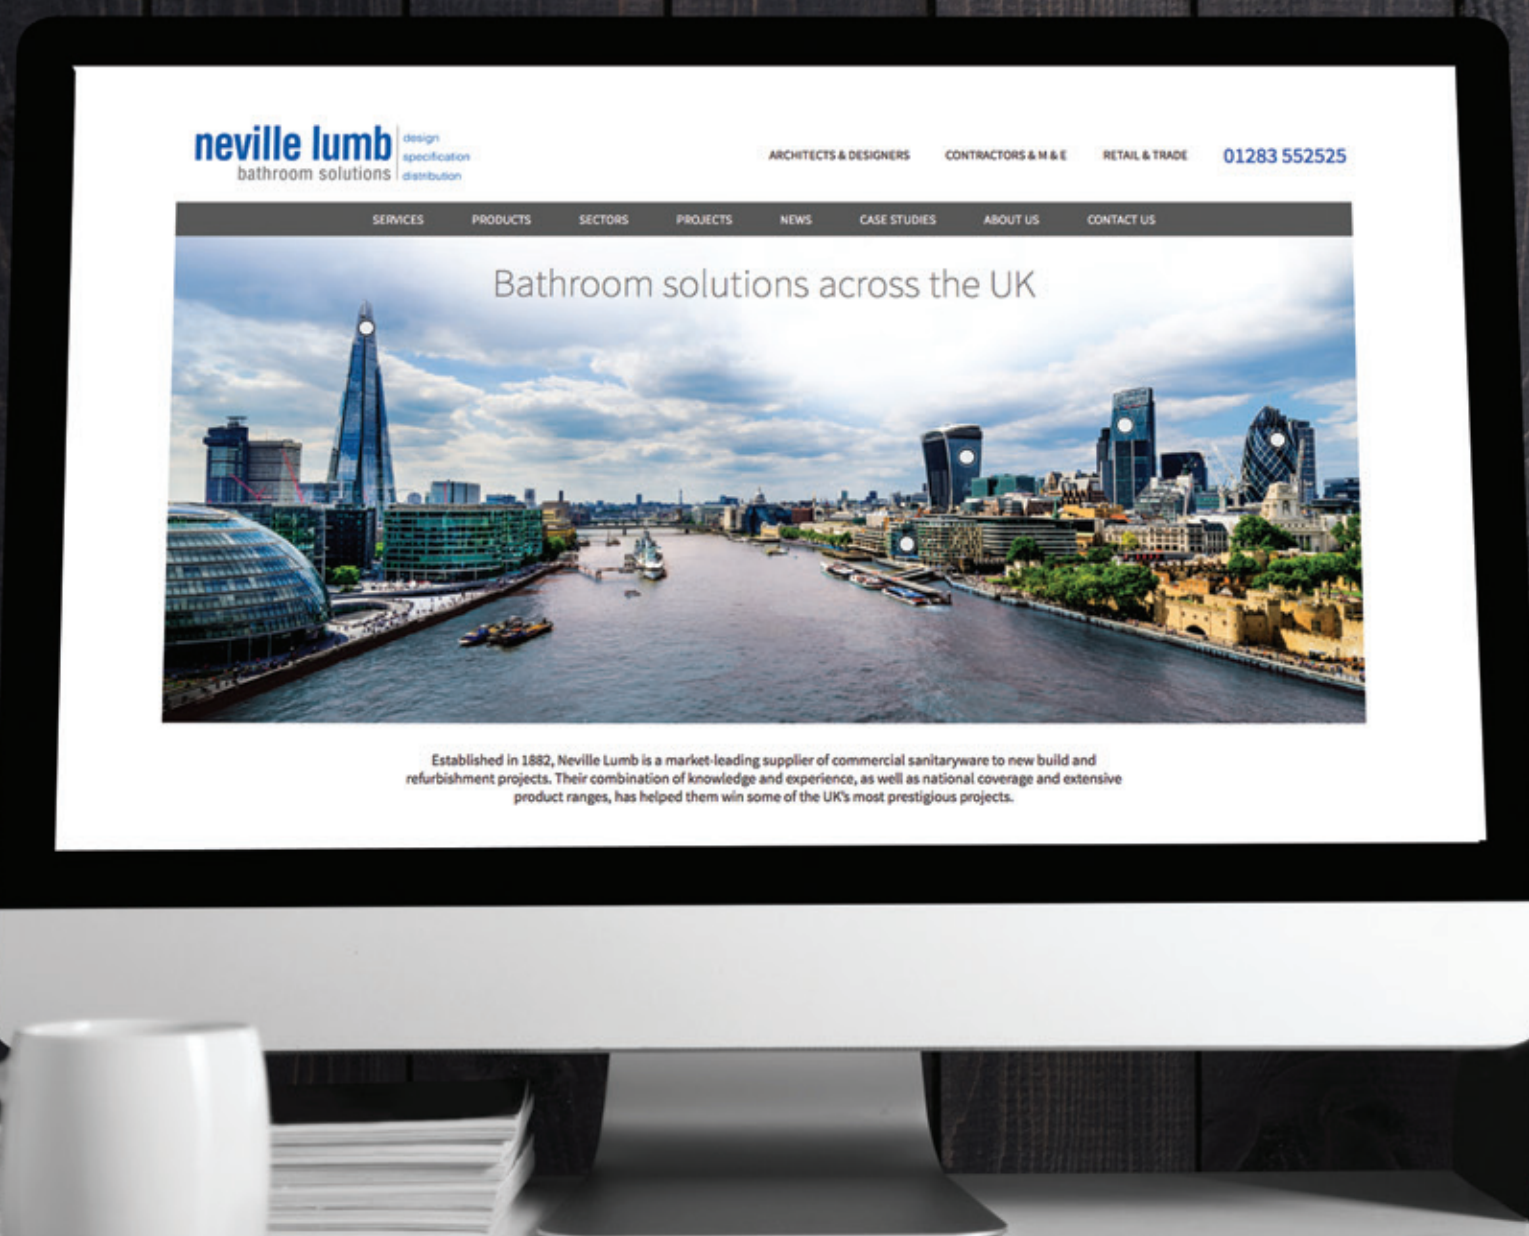 neville lumb
bathroom solutions
design
specification
distribution
ARCHITECTS & DESIGNERS
CONTRACTORS & M & E
RETAIL & TRADE
01283 552525
SERVICES
PRODUCTS
SECTORS
PROJECTS
NEWS
CASE STUDIES
ABOUT US
CONTACT US
Bathroom solutions across the UK
Established in 1882, Neville Lumb is a market-leading supplier of commercial sanitaryware to new build and
refurbishment projects. Their combination of knowledge and experience, as well as national coverage and extensive
product ranges, has helped them win some of the UK's most prestigious projects.